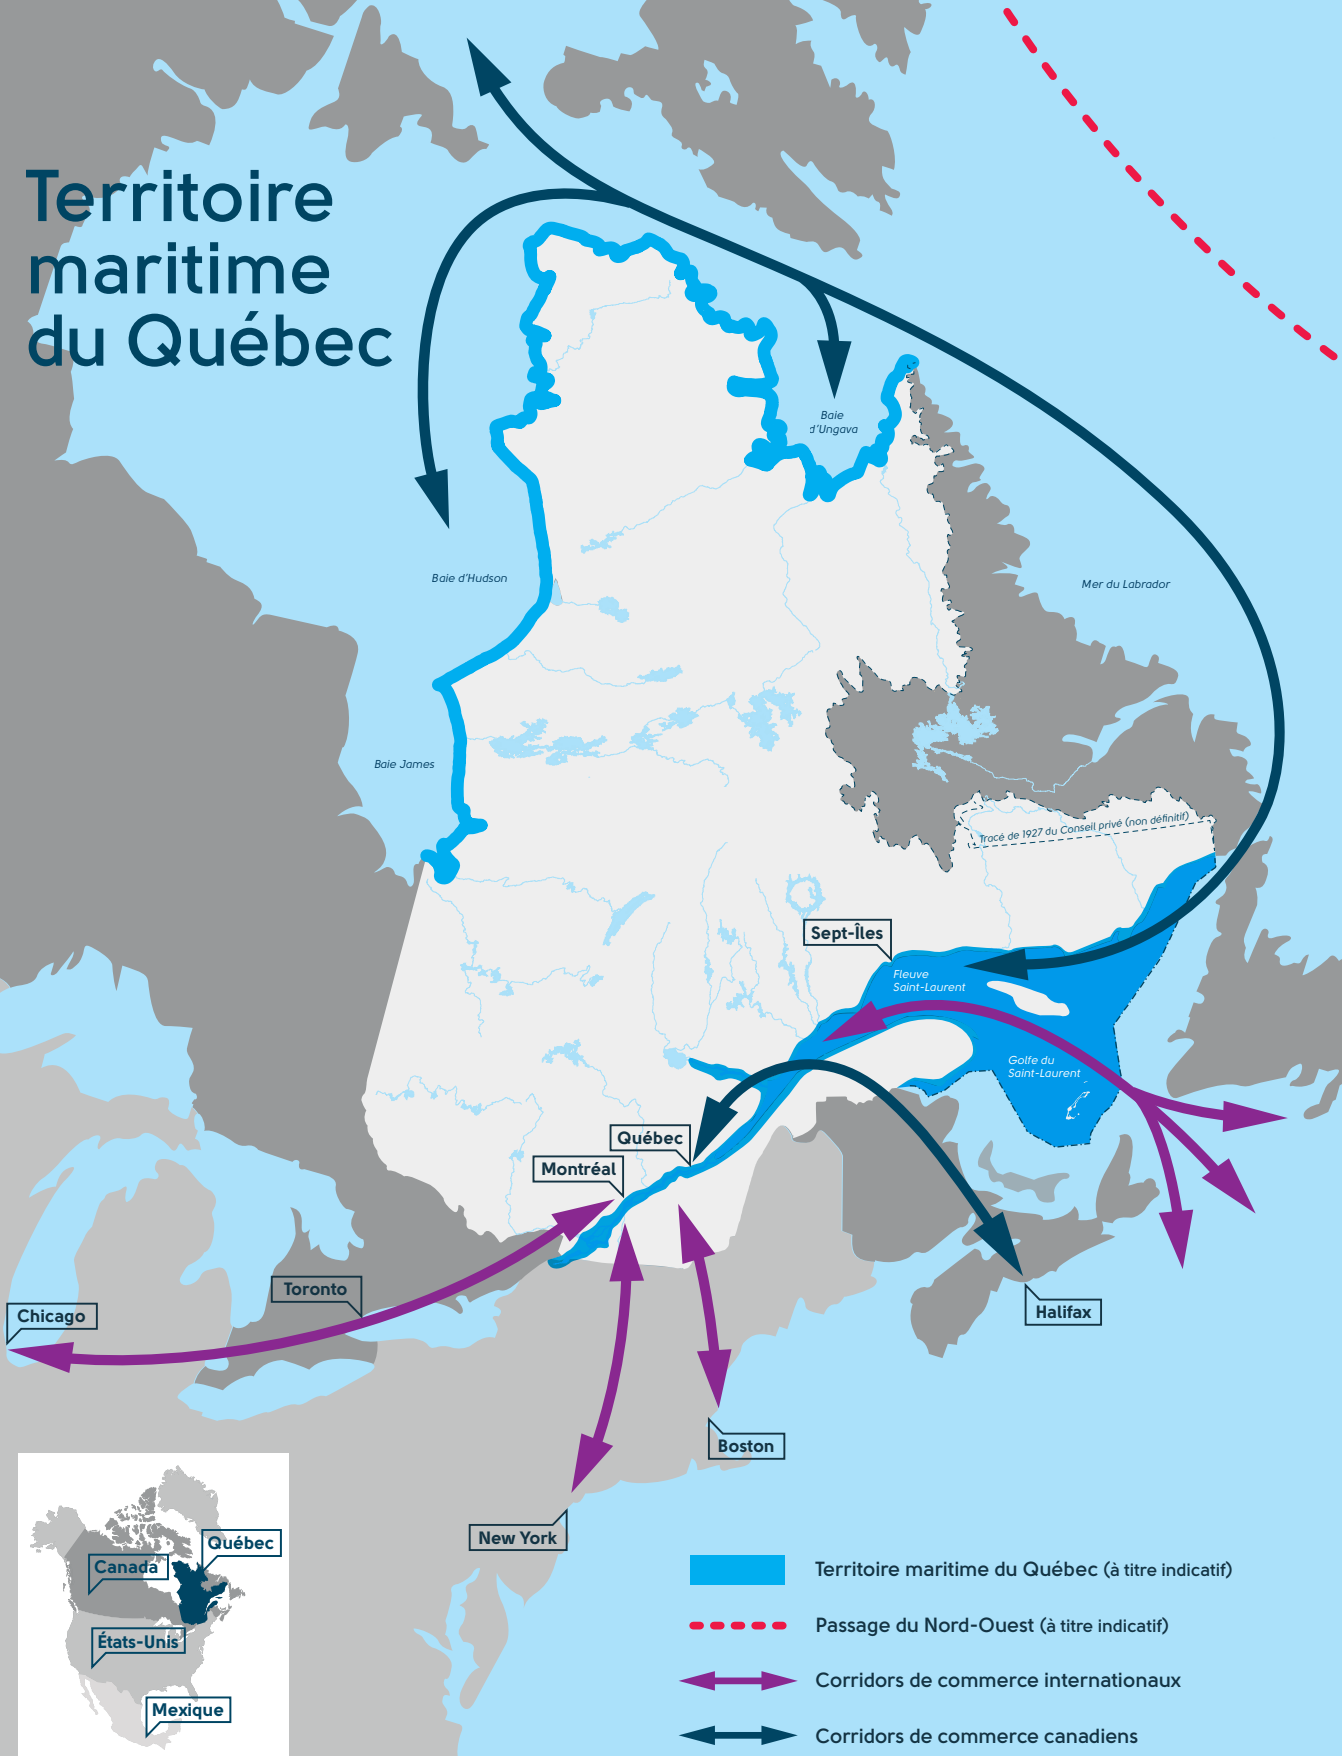 Territoire
maritime
du Québec
Baie
d'Ungava
Baie d'Hudson
Mer du Labrador
Baie James
Tracé de 1927 du Conseil privé (non définitif)
Sept-Îles
Fleuve
Saint-Laurent
Golfe du
Saint-Laurent
Québec
Montréal
Toronto
Chicago
Halifax
Boston
New York
Québec
Canada
États-Unis
Mexique
Territoire maritime du Québec (à titre indicatif)
Passage du Nord-Ouest (à titre indicatif)
Corridors de commerce internationaux
Corridors de commerce canadiens